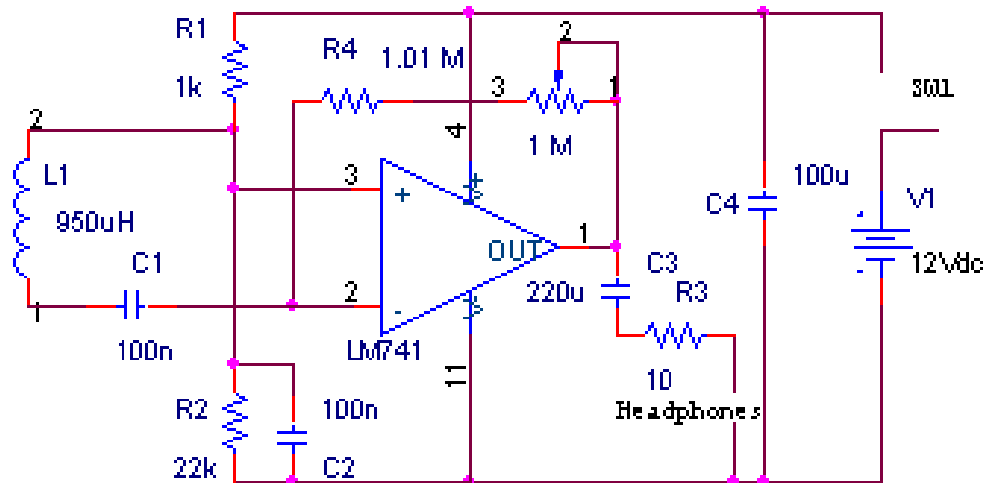 R1
1k
R4
1.01 M
2
3
1
1 M
4
2
L1
950uH
1
C1
100n
3
+
2
-
OUT
1
LM741
11
C3
220u
R3
10
Headphones
C4
100u
V1
12Vdc
R2
22k
100n
C2